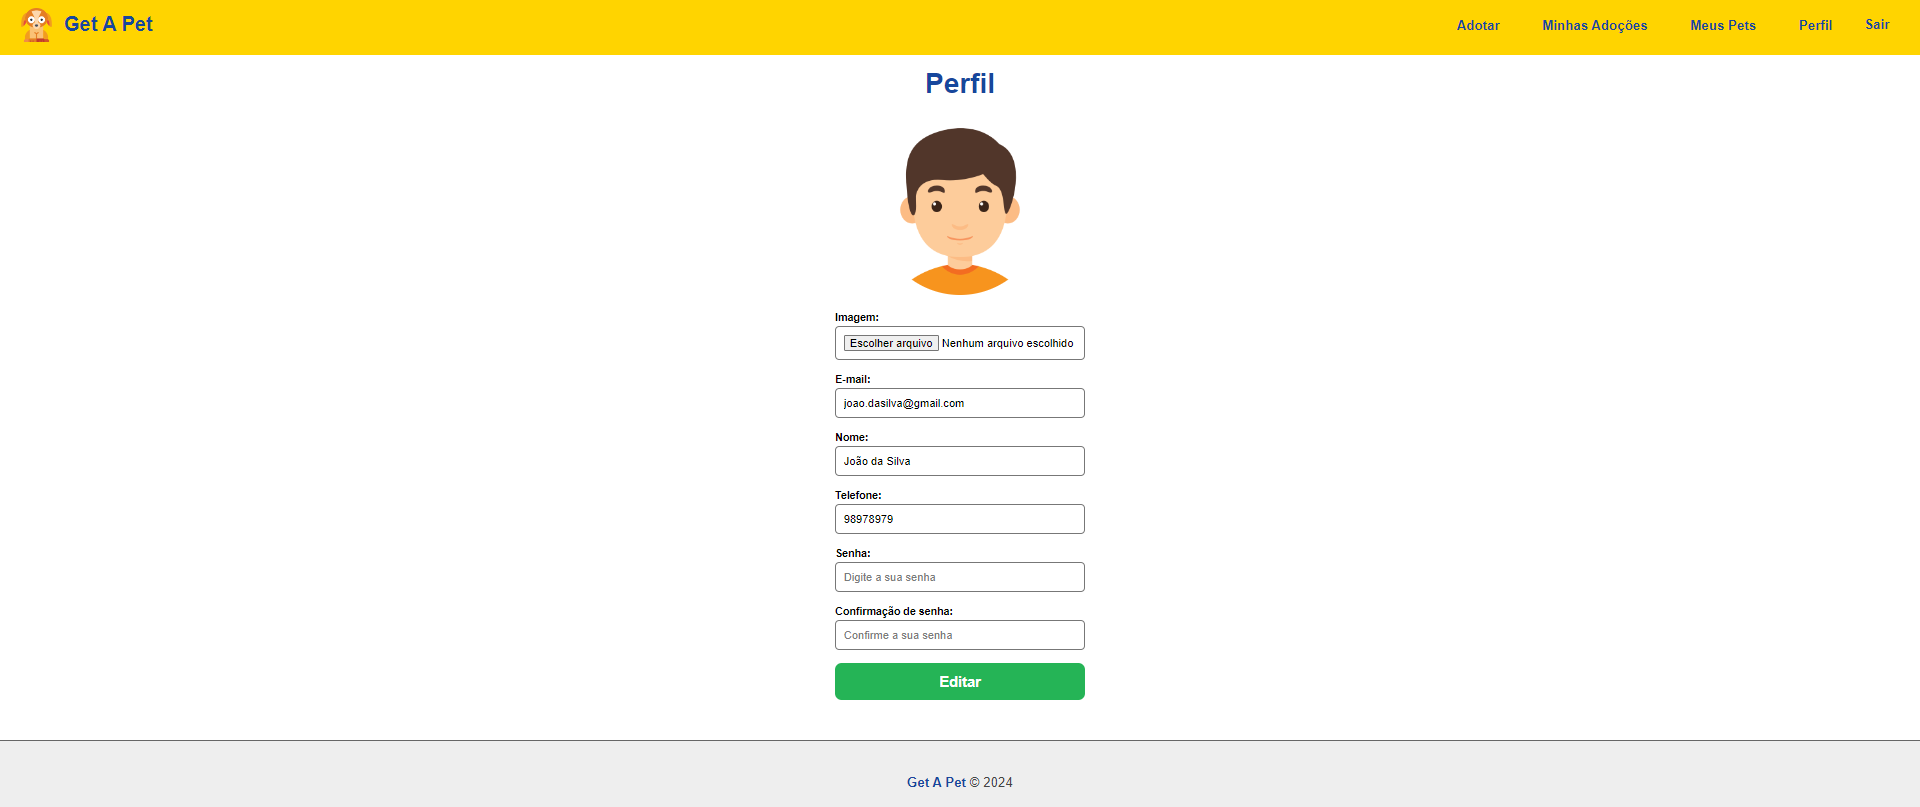 Get A Pet
Adotar Minhas Adoções Meus Pets Perfil Sair
Perfil
Imagem:
Escolher arquivo Nenhum arquivo escolhido
E-mail:
joao.dasilva@gmail.com
Nome:
João da Silva
Telefone:
98978979
Senha:
Digite a sua senha
Confirmação de senha:
Confirme a sua senha
Editar
Get A Pet © 2024